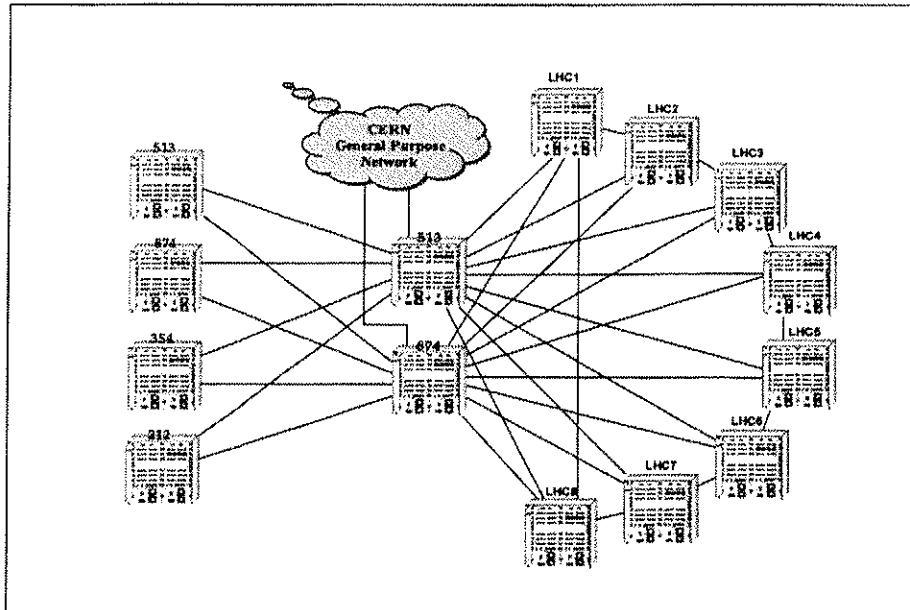 LHC1
CERN
General Purpose
Network
LHC2
513
LHC3
874
513
LHC4
354
874
LHC5
212
LHC6
LHC7
LHC8